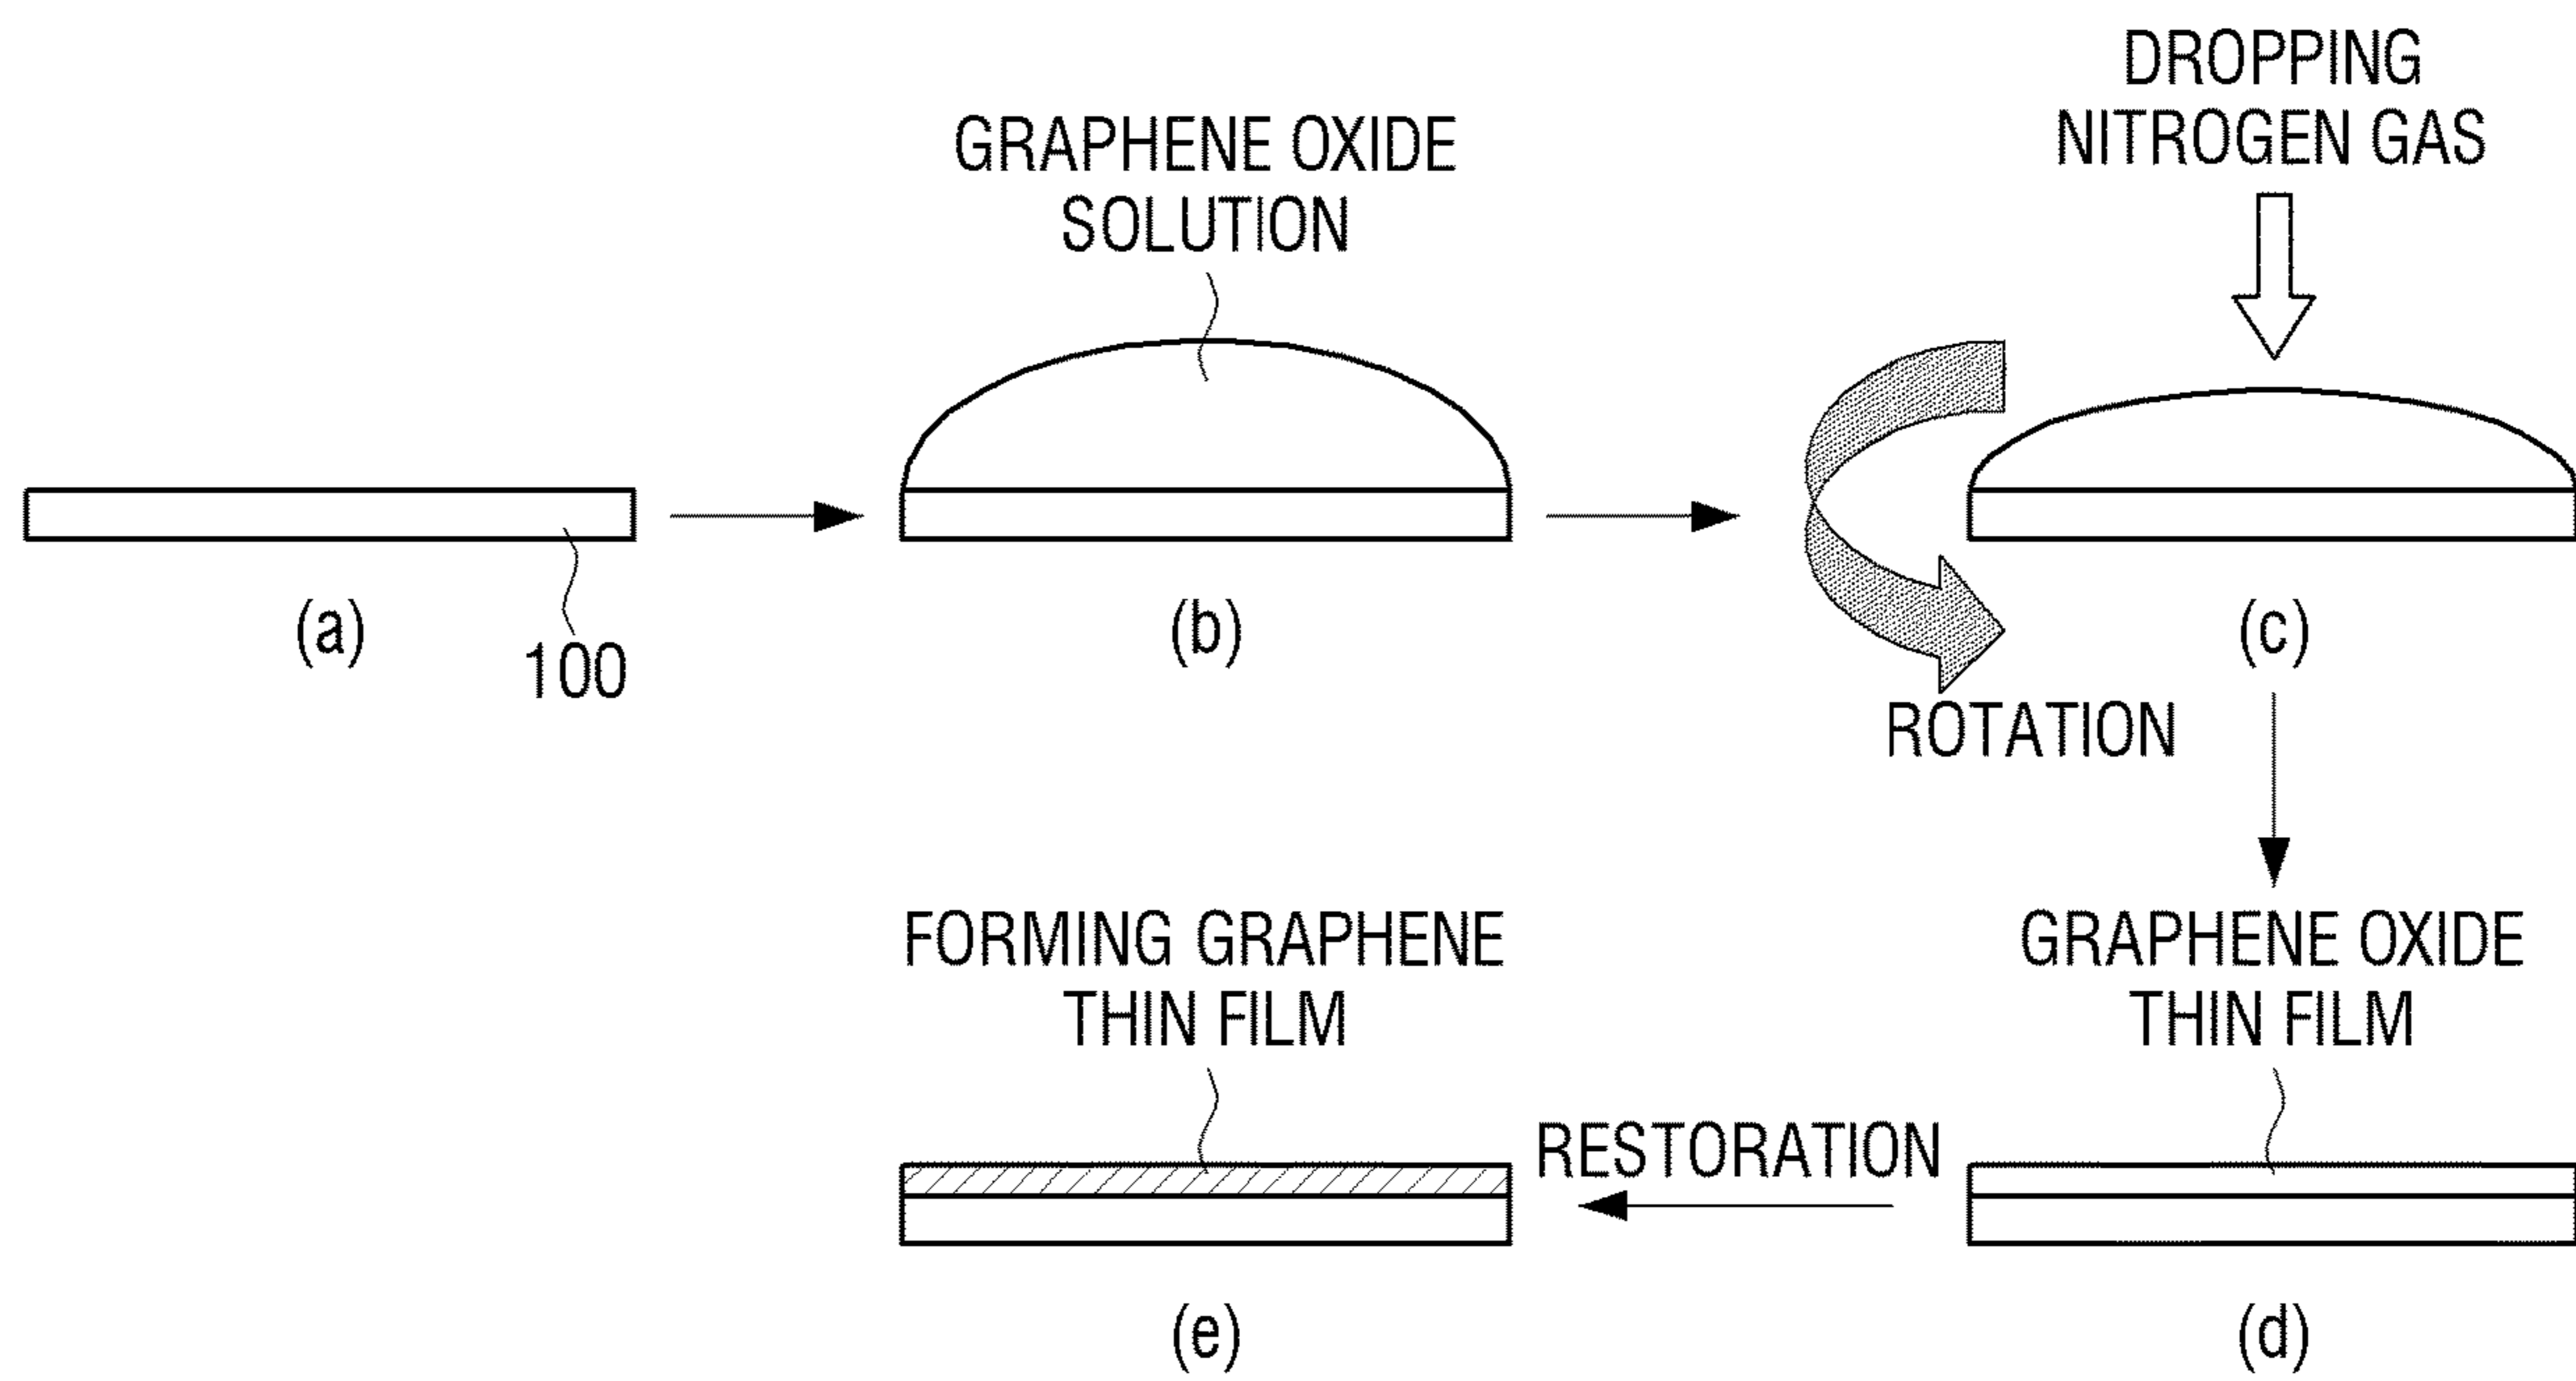 DROPPING
NITROGEN GAS
GRAPHENE OXIDE
SOLUTION
(a)
100
(b)
(c)
ROTATION
FORMING GRAPHENE
THIN FILM
GRAPHENE OXIDE
THIN FILM
RESTORATION
(e)
(d)